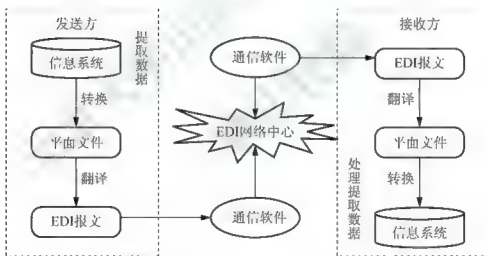 发送方
提取数据
信息系统
转换
平面文件
翻译
EDI报文
通信软件
EDI网络中心
通信软件
接收方
EDI报文
翻译
平面文件
处理提取数据
转换
信息系统